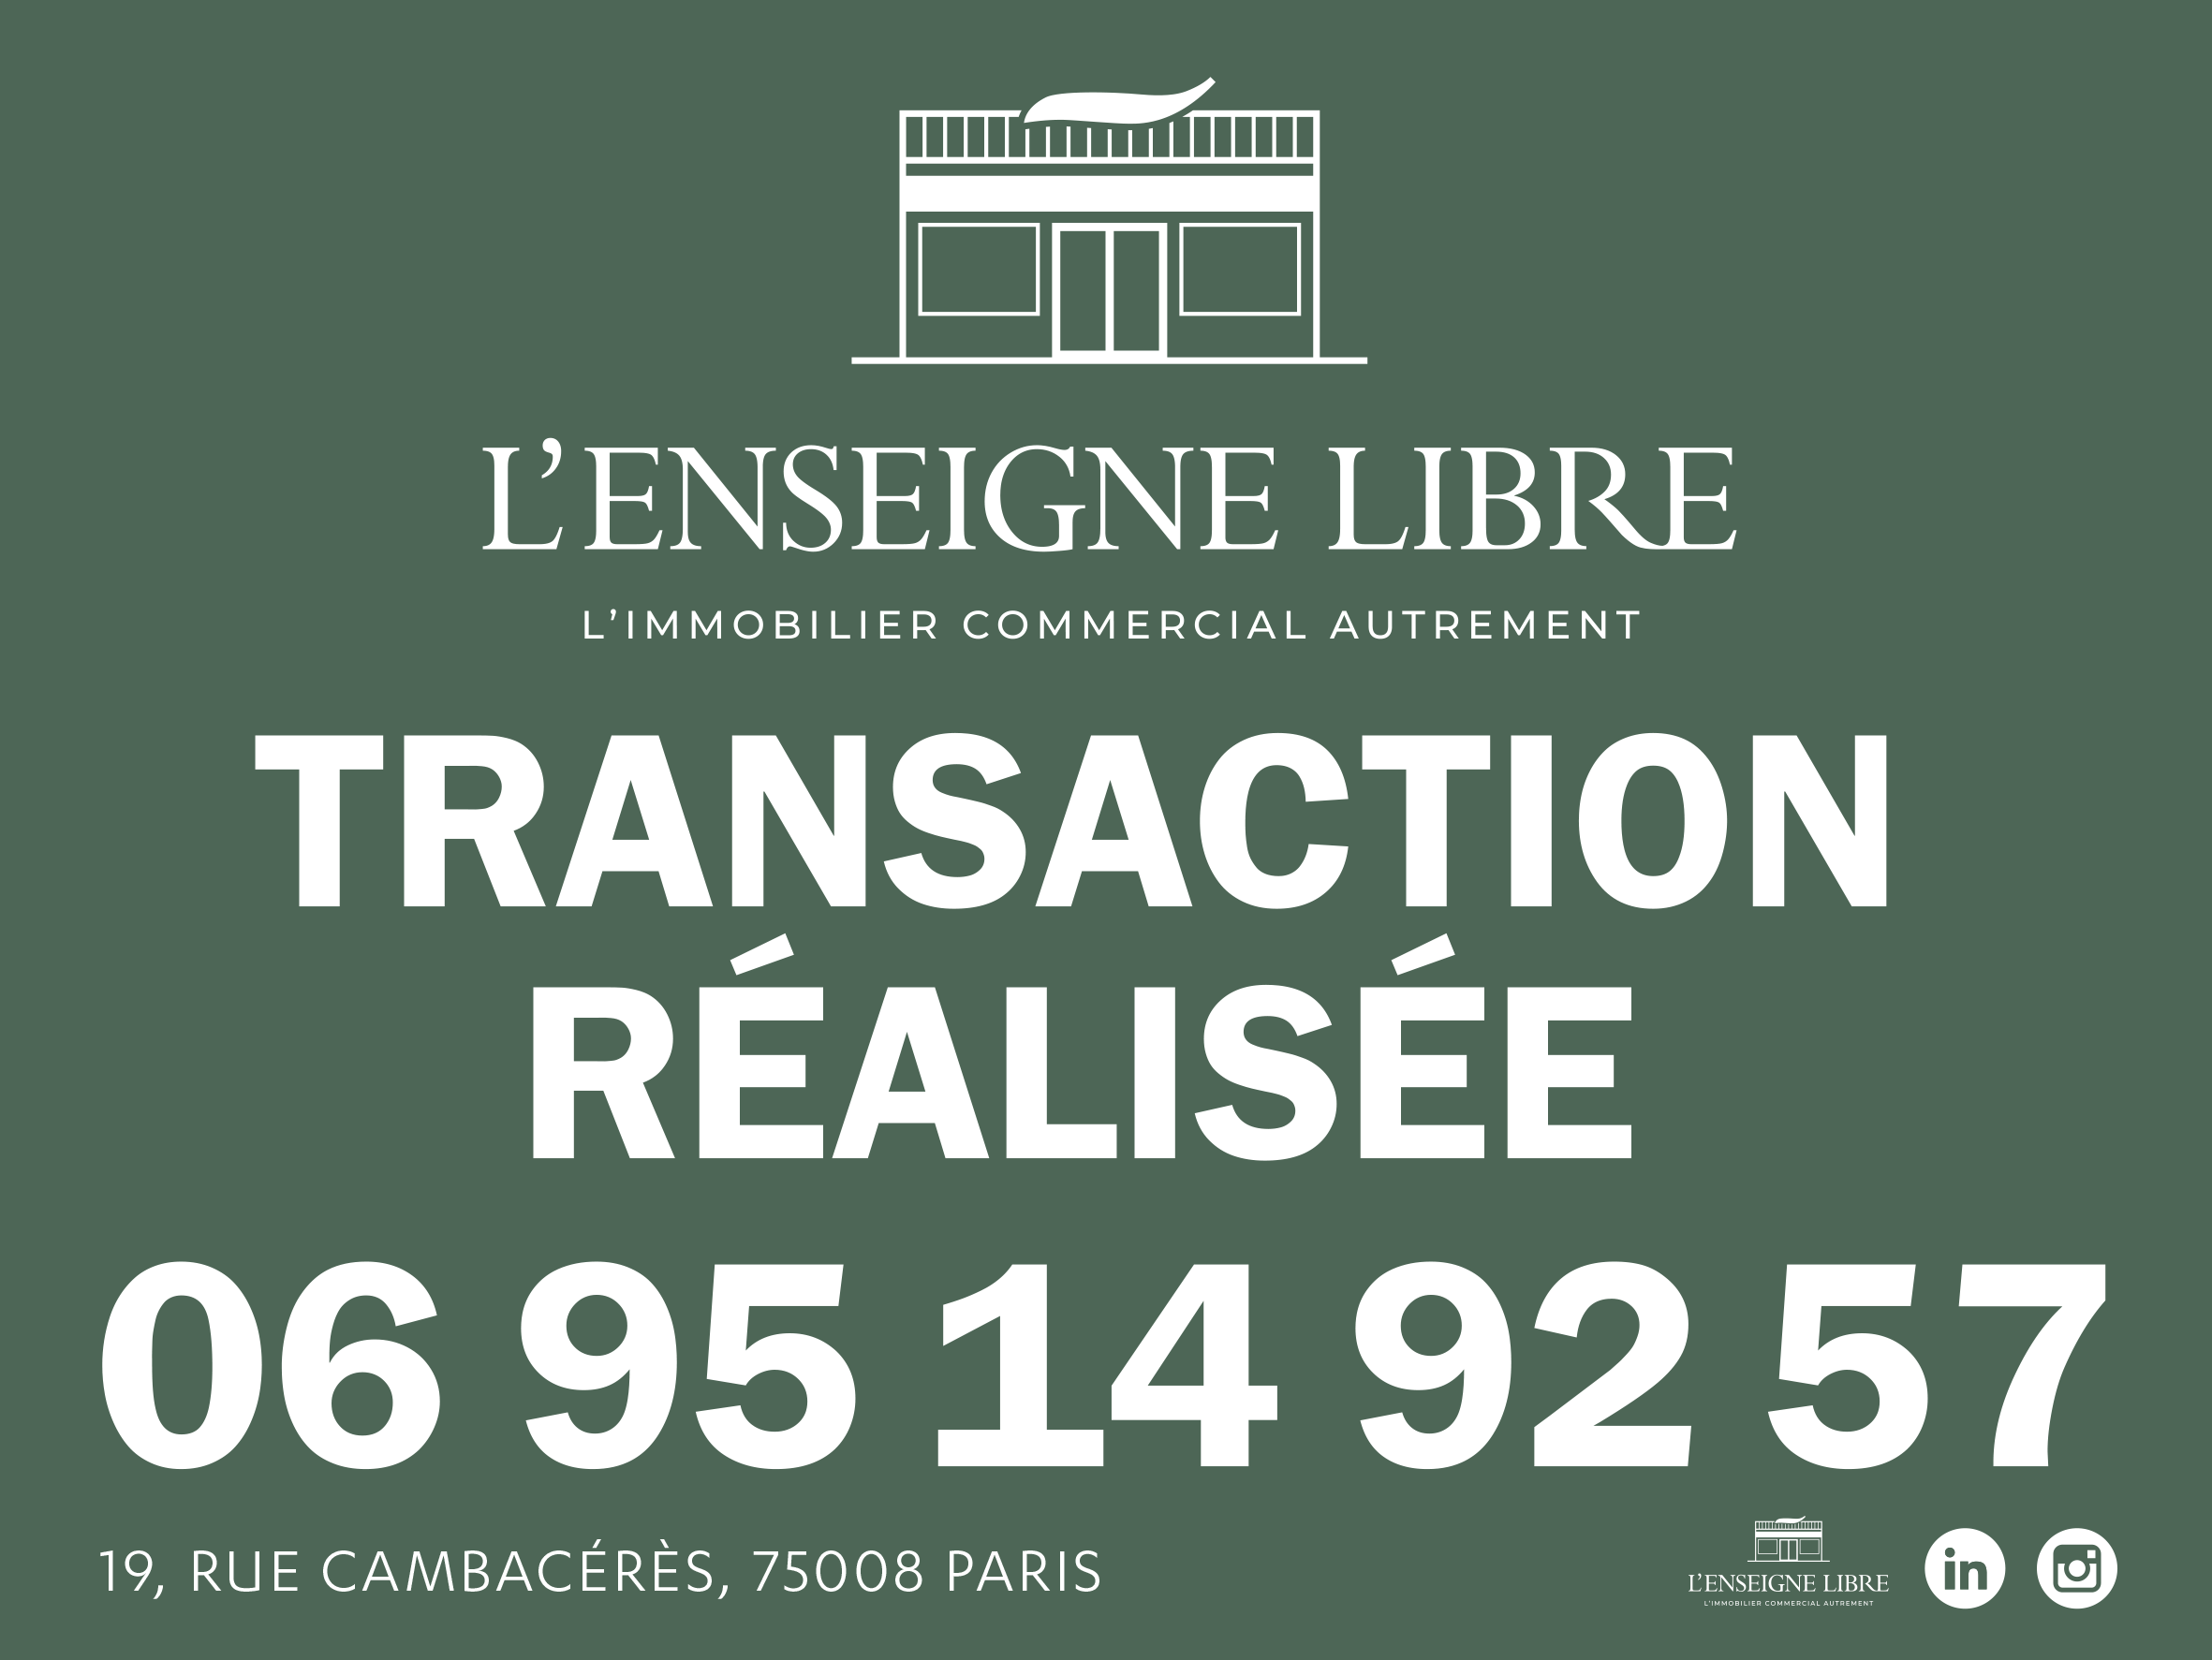 L'ENSEIGNE LIBRE
L'IMMOBILIER COMMERCIAL AUTREMENT
TRANSACTION
RÉALISÉE
06 95 14 92 57
19, RUE CAMBACÉRÈS, 75008 PARIS
L'ENSEIGNE LIBRE
L'IMMOBILIER COMMERCIAL AUTREMENT
in